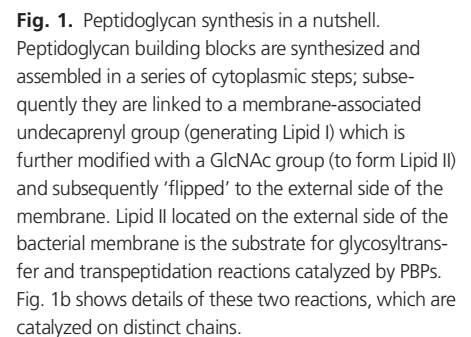 Fig. 1. Peptidoglycan synthesis in a nutshell.
Peptidoglycan building blocks are synthesized and
assembled in a series of cytoplasmic steps; subse-
quently they are linked to a membrane-associated
undecaprenyl group (generating Lipid I) which is
further modified with a GlcNAc group (to form Lipid II)
and subsequently ‘flipped’ to the external side of the
membrane. Lipid II located on the external side of the
bacterial membrane is the substrate for glycosyltrans-
fer and transpeptidation reactions catalyzed by PBPs.
Fig. 1b shows details of these two reactions, which are
catalyzed on distinct chains.